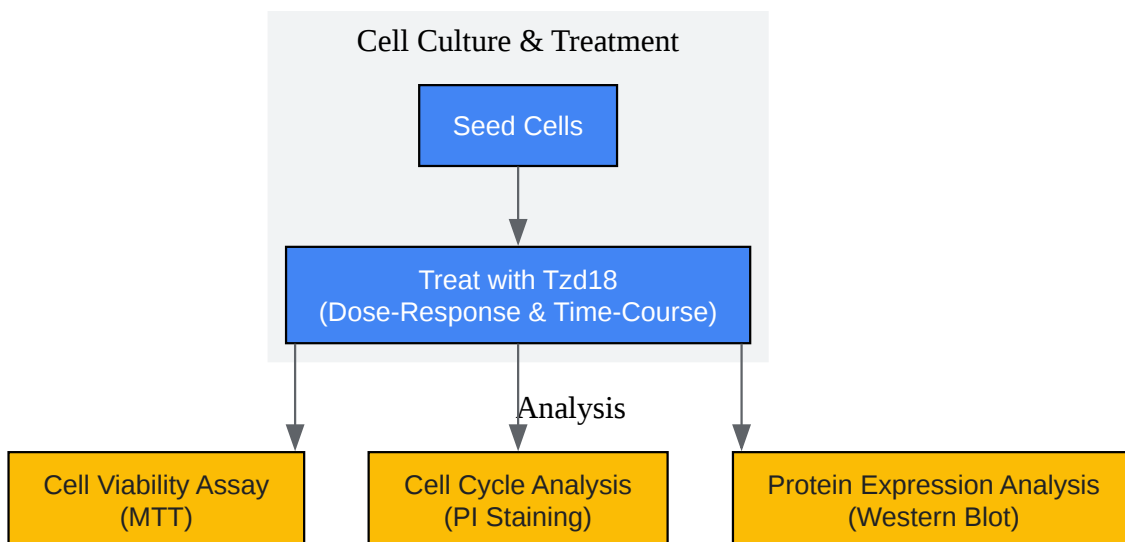 Cell Culture & Treatment
Seed Cells
Treat with Tzd18
(Dose-Response & Time-Course)
Analysis
Cell Viability Assay
(MTT)
Cell Cycle Analysis
(PI Staining)
Protein Expression Analysis
(Western Blot)